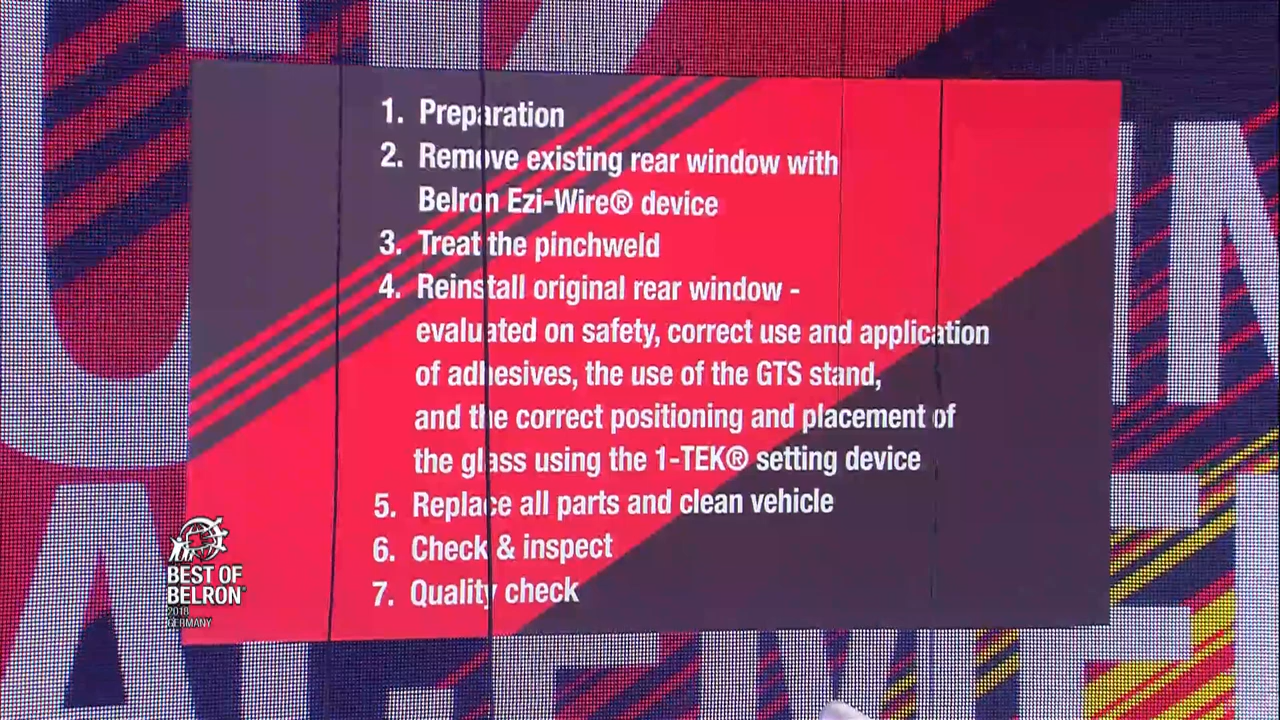 1. Preparation
2. Remove existing rear window with
Belron Ezi-Wire® device
3. Treat the pinchweld
4. Reinstall original rear window -
evaluated on safety, correct use and application
of adhesives, the use of the GTS stand,
and the correct positioning and placement of
the glass using the 1-TEK® setting device
5. Replace all parts and clean vehicle
6. Check & inspect
7. Quality check
BEST OF
BELRON®
2018
GERMANY